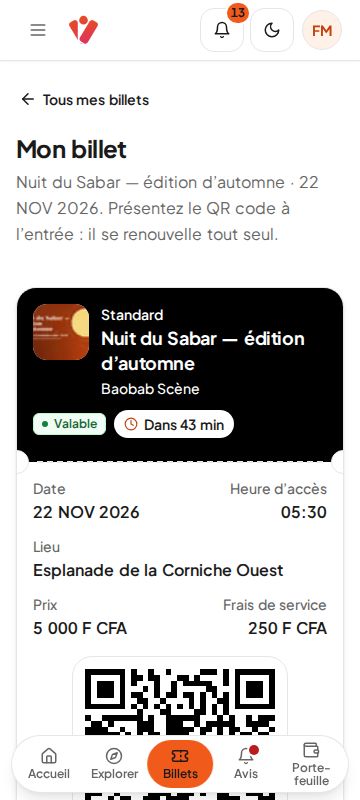 13
FM
Tous mes billets
Mon billet
Nuit du Sabar — édition d’automne · 22
NOV 2026. Présentez le QR code à
l’entrée : il se renouvelle tout seul.
Standard
Nuit du Sabar — édition
d’automne
Baobab Scène
Valable
Dans 43 min
Date
Heure d’accès
22 NOV 2026
05:30
Lieu
Esplanade de la Corniche Ouest
Prix
Frais de service
5 000 F CFA
250 F CFA
Accueil
Explorer
Billets
Avis
Porte-
feuille